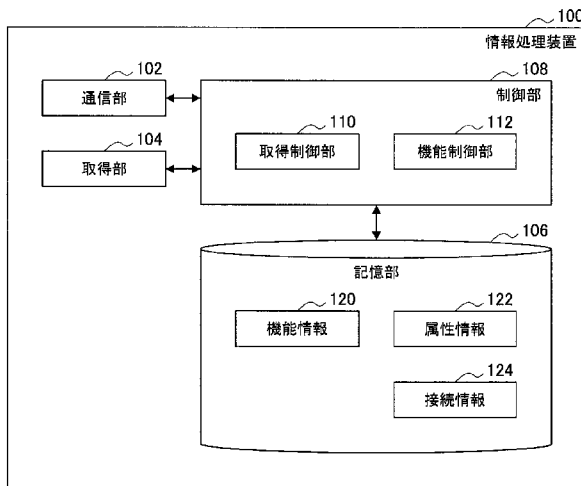 100
情報処理装置
102
通信部
104
取得部
108
制御部
110
取得制御部
112
機能制御部
106
記憶部
120
機能情報
122
属性情報
124
接続情報